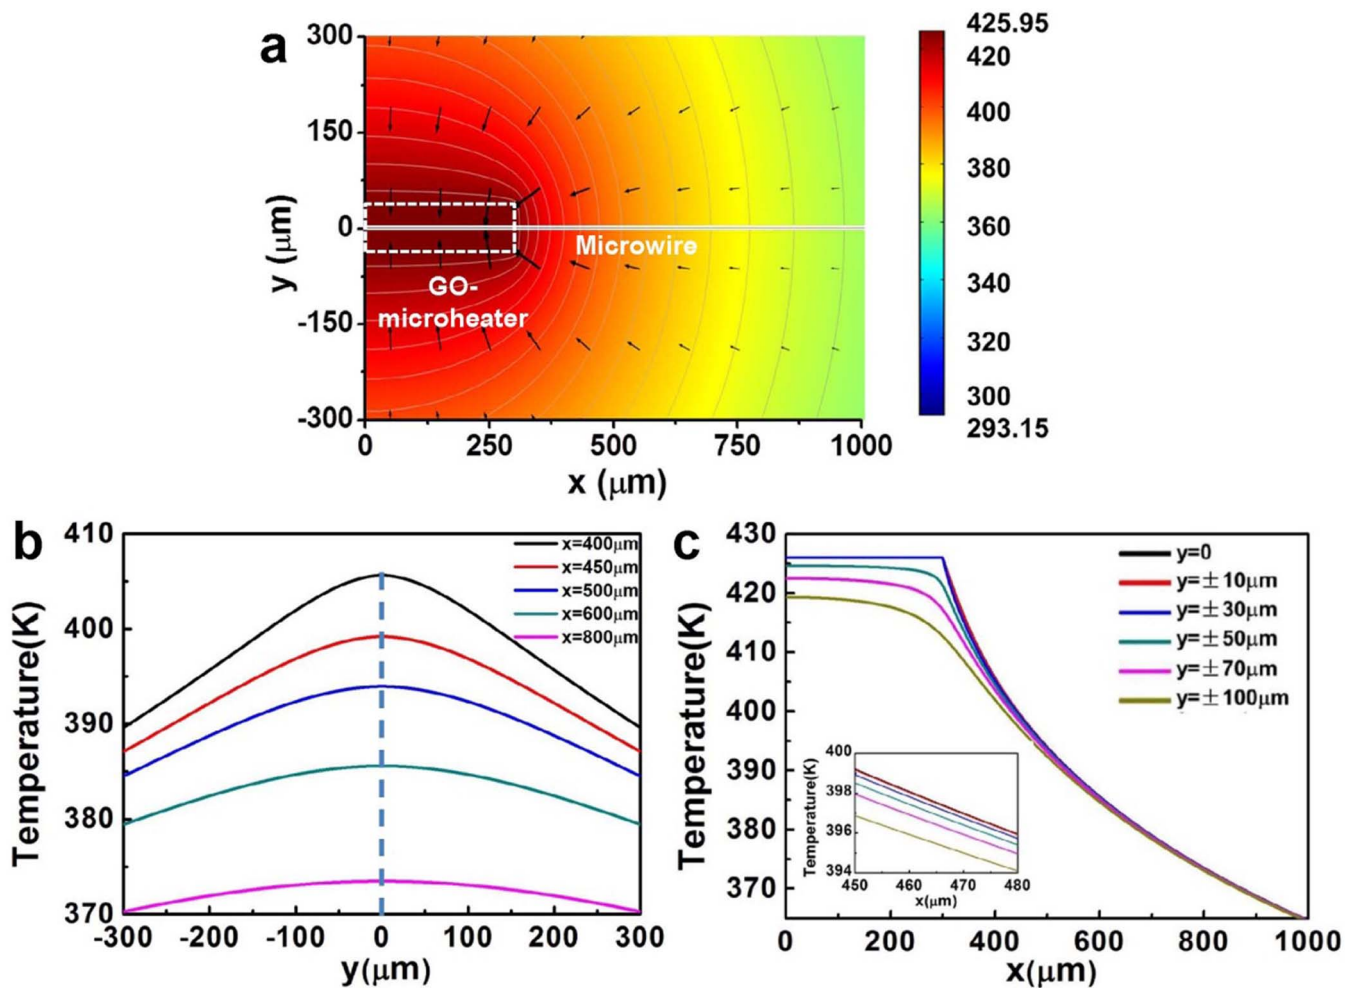 a
300
150
0
-150
-300
y (μm)
0
250
500
750
1000
x (μm)
Microwire
GO-
microheater
425.95
420
400
380
360
340
320
300
293.15
b
410
400
390
380
370
Temperature(K)
-300
-200
-100
0
100
200
300
y(μm)
x=400μm
x=450μm
x=500μm
x=600μm
x=800μm
c
430
420
410
400
390
380
370
Temperature(K)
0
200
400
600
800
1000
x(μm)
y=0
y=±10μm
y=±30μm
y=±50μm
y=±70μm
y=±100μm
400
398
396
394
Temperature(K)
450
460
470
480
x(μm)